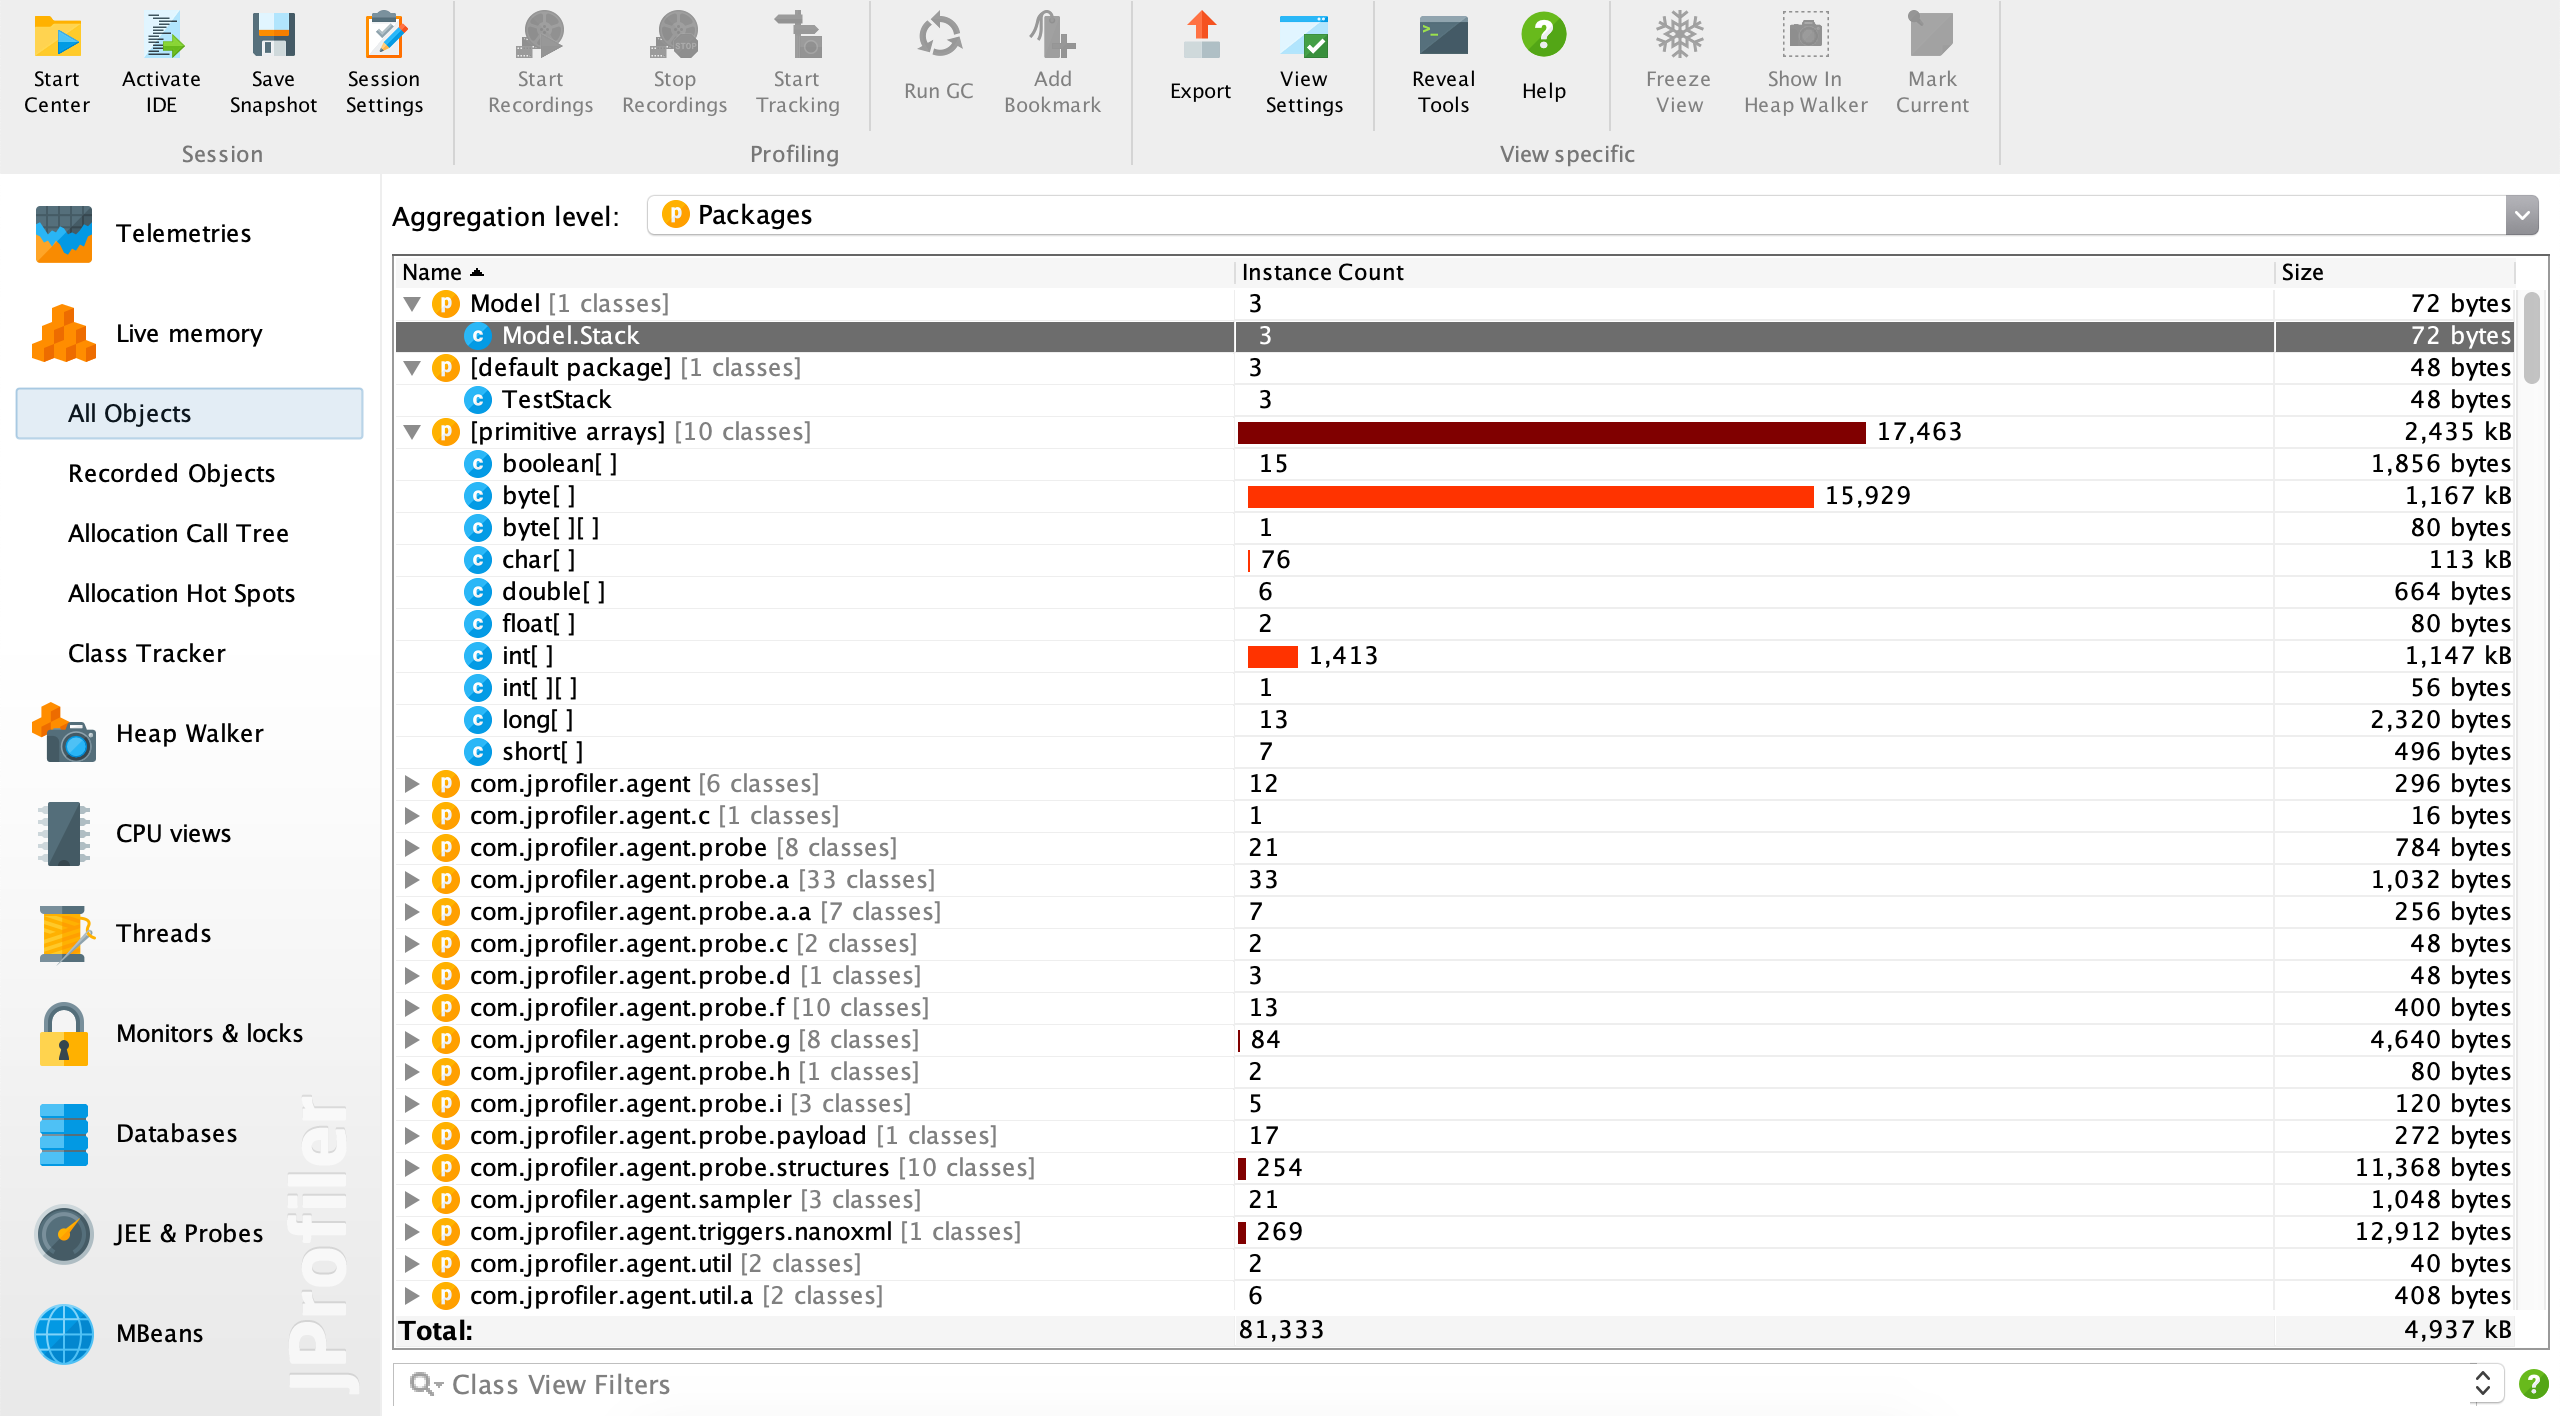 Start Center
Activate IDE
Save Snapshot
Session Settings
Session
Start Recordings
Stop Recordings
Start Tracking
Profiling
Run GC
Add Bookmark
Export
View Settings
Reveal Tools
Help
Freeze View
Show In Heap Walker
Mark Current
View specific
Telemetries
Live memory
All Objects
Recorded Objects
Allocation Call Tree
Allocation Hot Spots
Class Tracker
Heap Walker
CPU views
Threads
Monitors & locks
Databases
JEE & Probes
MBeans
JProfiler
Aggregation level: p Packages
Name Instance Count Size
p Model [1 classes] 3 72 bytes
c Model.Stack 3 72 bytes
p [default package] [1 classes] 3 48 bytes
c TestStack 3 48 bytes
p [primitive arrays] [10 classes] 17,463 2,435 kB
c boolean[ ] 15 1,856 bytes
c byte[ ] 15,929 1,167 kB
c byte[ ][ ] 1 80 bytes
c char[ ] 76 113 kB
c double[ ] 6 664 bytes
c float[ ] 2 80 bytes
c int[ ] 1,413 1,147 kB
c int[ ][ ] 1 56 bytes
c long[ ] 13 2,320 bytes
c short[ ] 7 496 bytes
p com.jprofiler.agent [6 classes] 12 296 bytes
p com.jprofiler.agent.c [1 classes] 1 16 bytes
p com.jprofiler.agent.probe [8 classes] 21 784 bytes
p com.jprofiler.agent.probe.a [33 classes] 33 1,032 bytes
p com.jprofiler.agent.probe.a.a [7 classes] 7 256 bytes
p com.jprofiler.agent.probe.c [2 classes] 2 48 bytes
p com.jprofiler.agent.probe.d [1 classes] 3 48 bytes
p com.jprofiler.agent.probe.f [10 classes] 13 400 bytes
p com.jprofiler.agent.probe.g [8 classes] 84 4,640 bytes
p com.jprofiler.agent.probe.h [1 classes] 2 80 bytes
p com.jprofiler.agent.probe.i [3 classes] 5 120 bytes
p com.jprofiler.agent.probe.payload [1 classes] 17 272 bytes
p com.jprofiler.agent.probe.structures [10 classes] 254 11,368 bytes
p com.jprofiler.agent.sampler [3 classes] 21 1,048 bytes
p com.jprofiler.agent.triggers.nanoxml [1 classes] 269 12,912 bytes
p com.jprofiler.agent.util [2 classes] 2 40 bytes
p com.jprofiler.agent.util.a [2 classes] 6 408 bytes
Total: 81,333 4,937 kB
Class View Filters